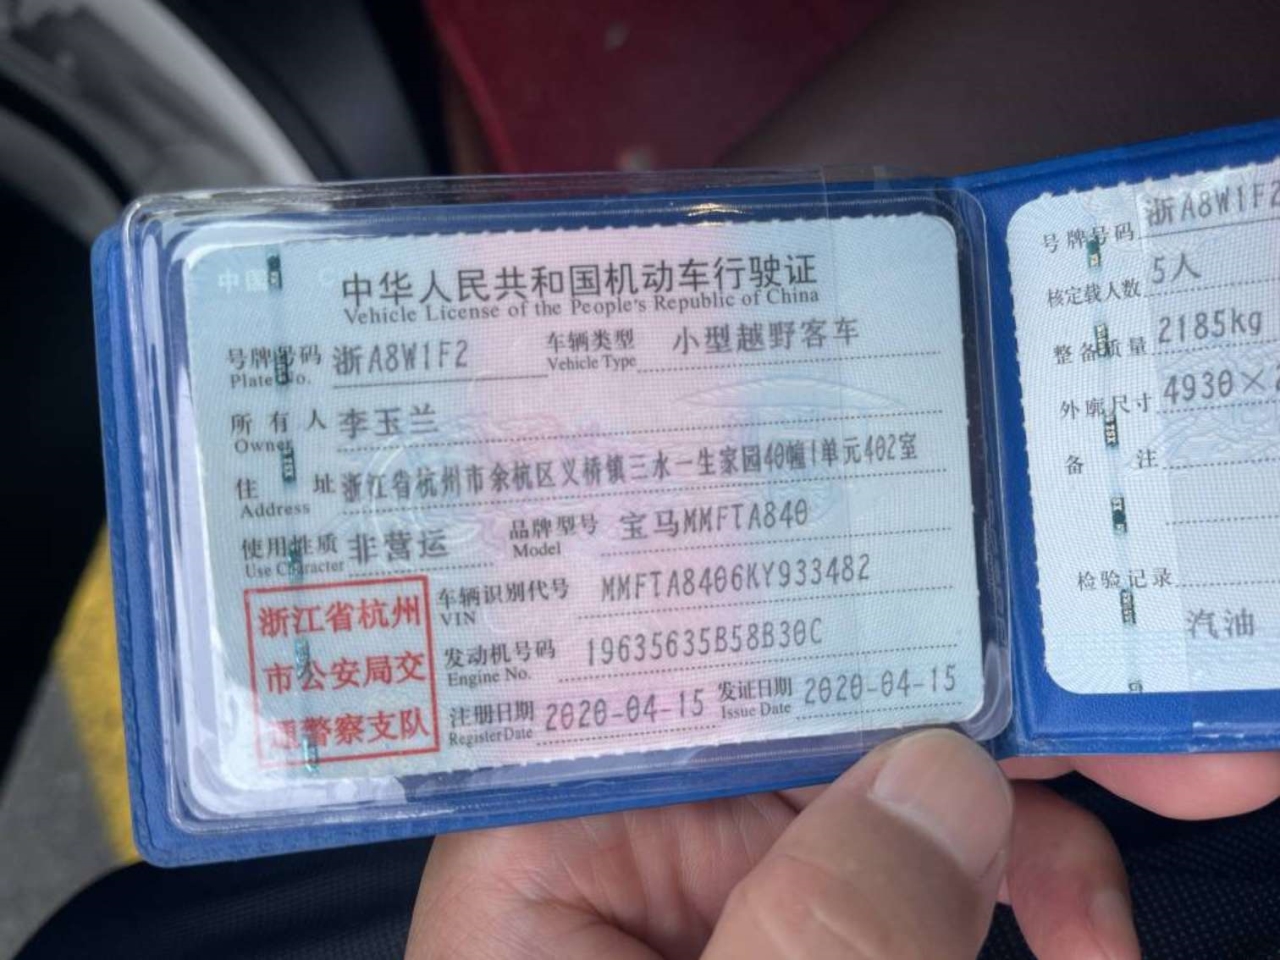 中国
中华人民共和国机动车行驶证
Vehicle License of the People's Republic of China
号牌号码 浙A8W1F2 车辆类型 小型越野客车
Plate No. Vehicle Type
所有人 李玉兰
Owner
住址 浙江省杭州市余杭区义桥镇三水一生家园40幢1单元402室
Address
使用性质 非营运 品牌型号 宝马MMFTA840
Use Character Model
车辆识别代号 MMFTA8406KY933482
VIN
发动机号码 19635635B58B30C
Engine No.
注册日期 2020-04-15 发证日期 2020-04-15
Register Date Issue Date
浙江省杭州
市公安局交
通警察支队
号牌号码 浙A8W1F2
核定载人数 5人
整备质量 2185kg
外廓尺寸 4930×
备注
检验记录
汽油